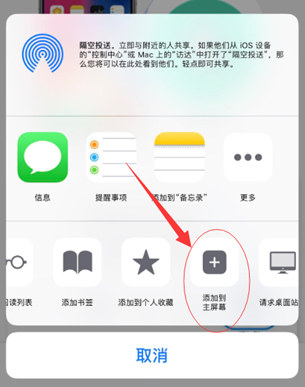 隔空投送。立即与附近的人共享。如果他们从 iOS 设备
的“控制中心”或 Mac 上的“访达”中打开了“隔空投送”，那
么您将可以在此处看到他们。轻点即可共享。
信息
提醒事项
添加到“备忘录”
更多
阅读列表
添加书签
添加到个人收藏
添加到
主屏幕
请求桌面站
取消